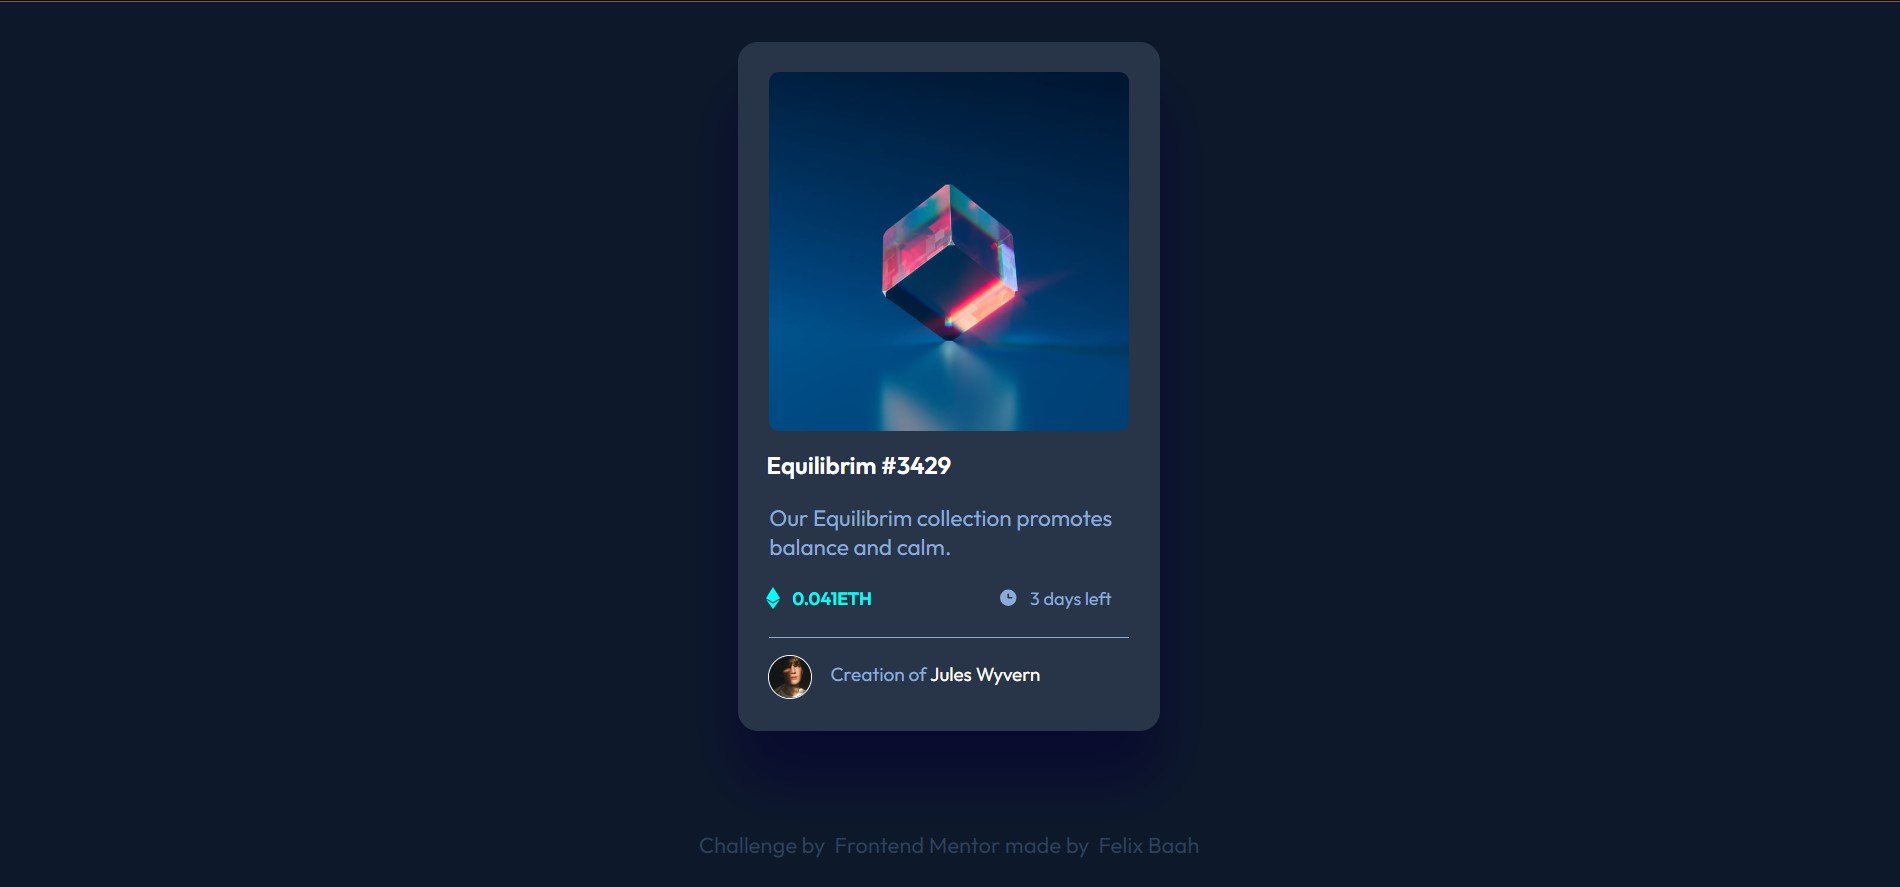 Equilibrim #3429
Our Equilibrim collection promotes
balance and calm.
0.041ETH
3 days left
Creation of Jules Wyvern
Challenge by Frontend Mentor made by Felix Baah